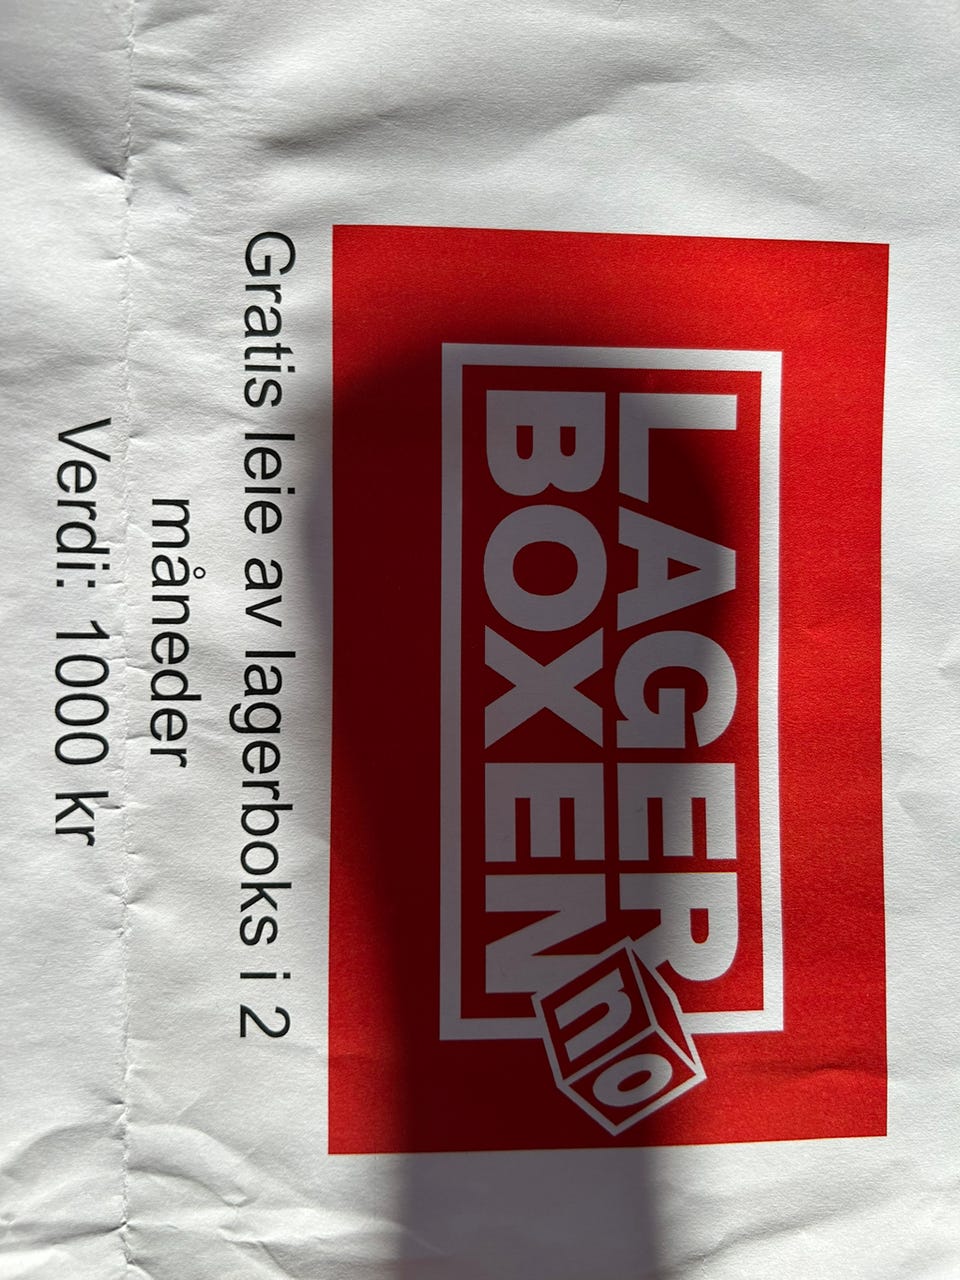 LAGER
BOXEN
no
Gratis leie av lagerboks i 2
måneder
Verdi: 1000 kr